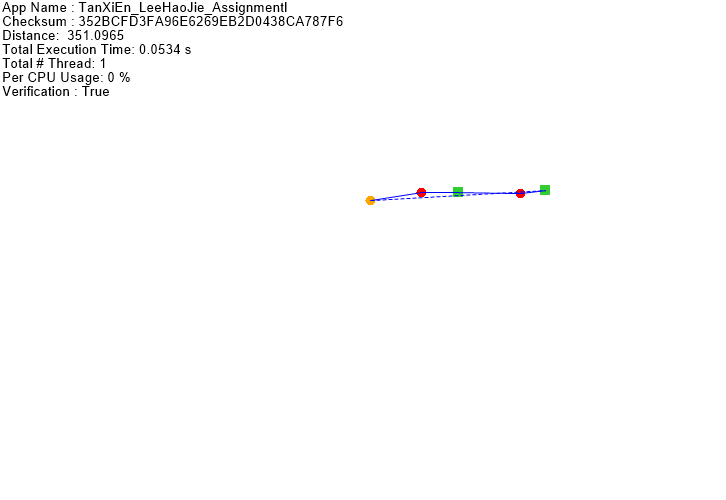 App Name : TanXiEn_LeeHaoJie_AssignmentI
Checksum : 352BCFD3FA96E6269EB2D0438CA787F6
Distance:  351.0965
Total Execution Time: 0.0534 s
Total # Thread: 1
Per CPU Usage: 0 %
Verification : True